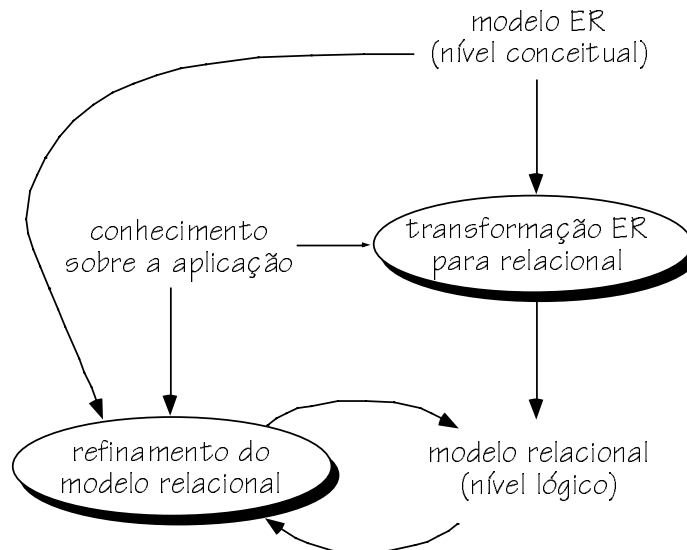 modelo ER
(nível conceitual)
conhecimento
sobre a aplicação
transformação ER
para relacional
refinamento do
modelo relacional
modelo relacional
(nível lógico)